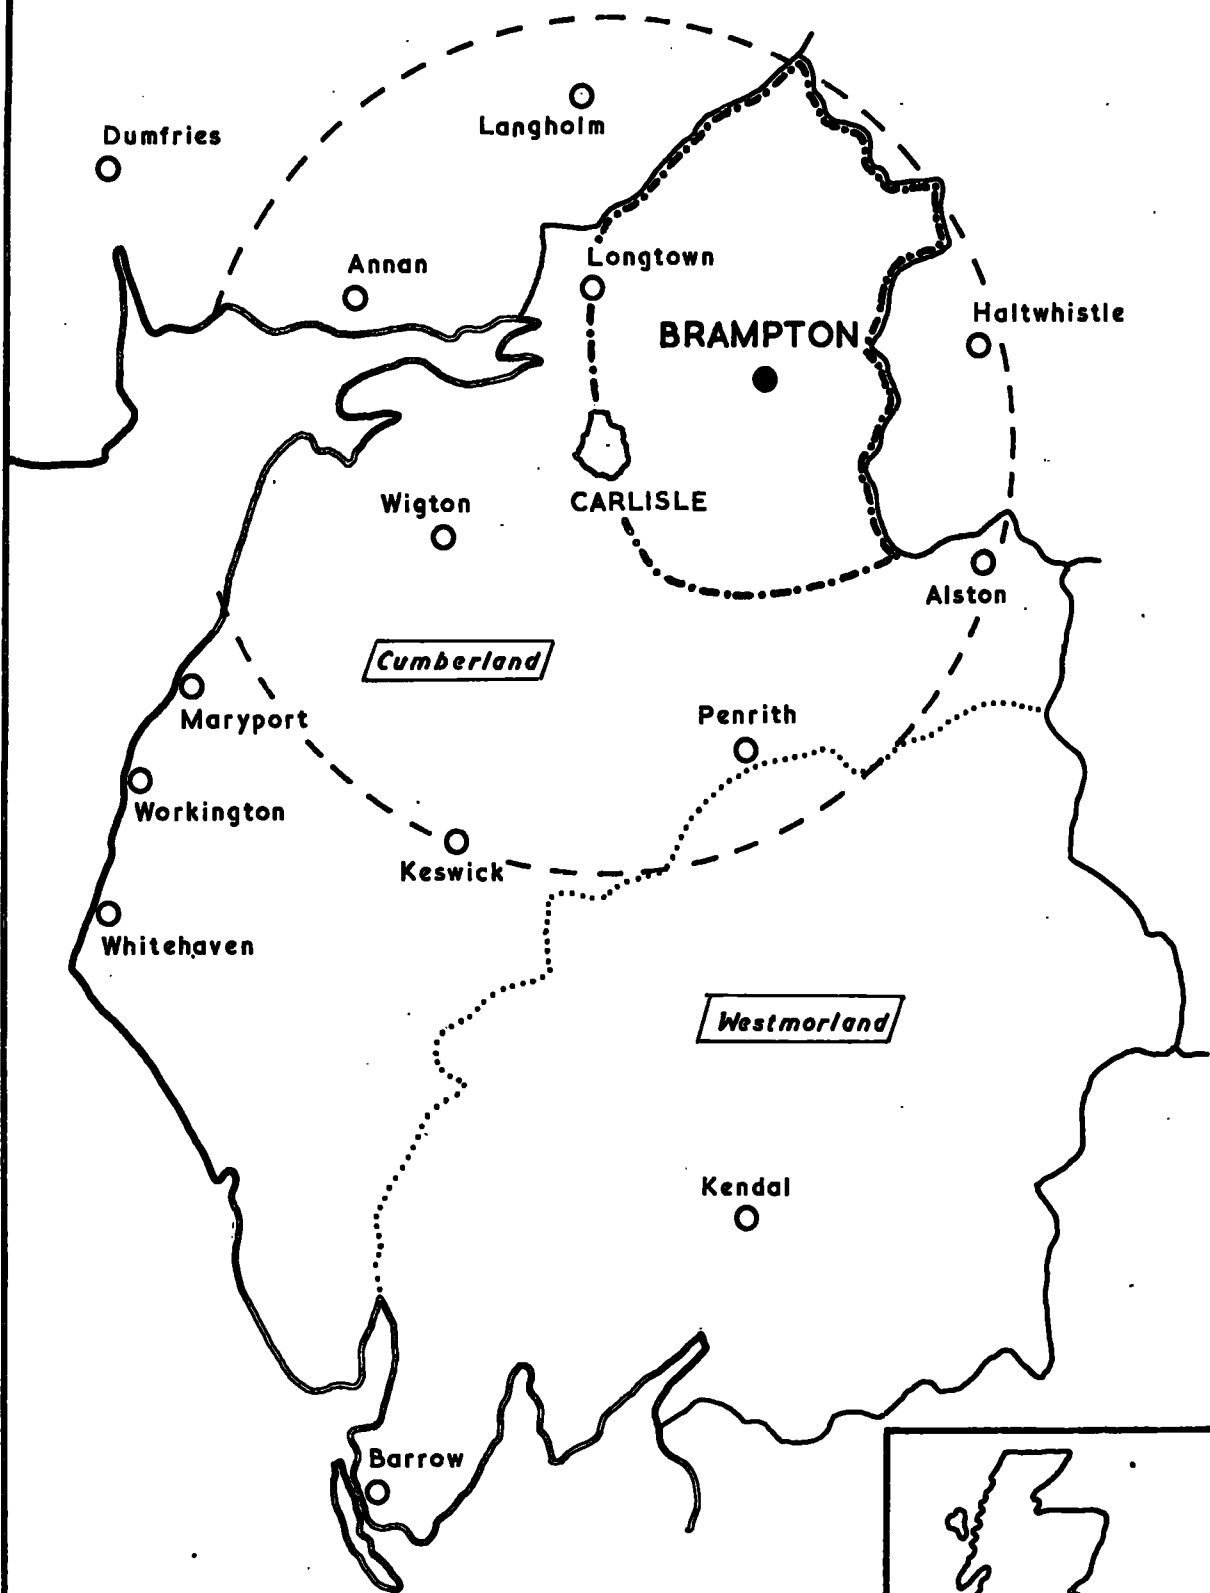 Dumfries
Langholm
Annan
Longtown
Haltwhistle
BRAMPTON
Wigton
CARLISLE
Alston
Cumberland
Maryport
Penrith
Workington
Keswick
Whitehaven
Westmorland
Kendal
Barrow